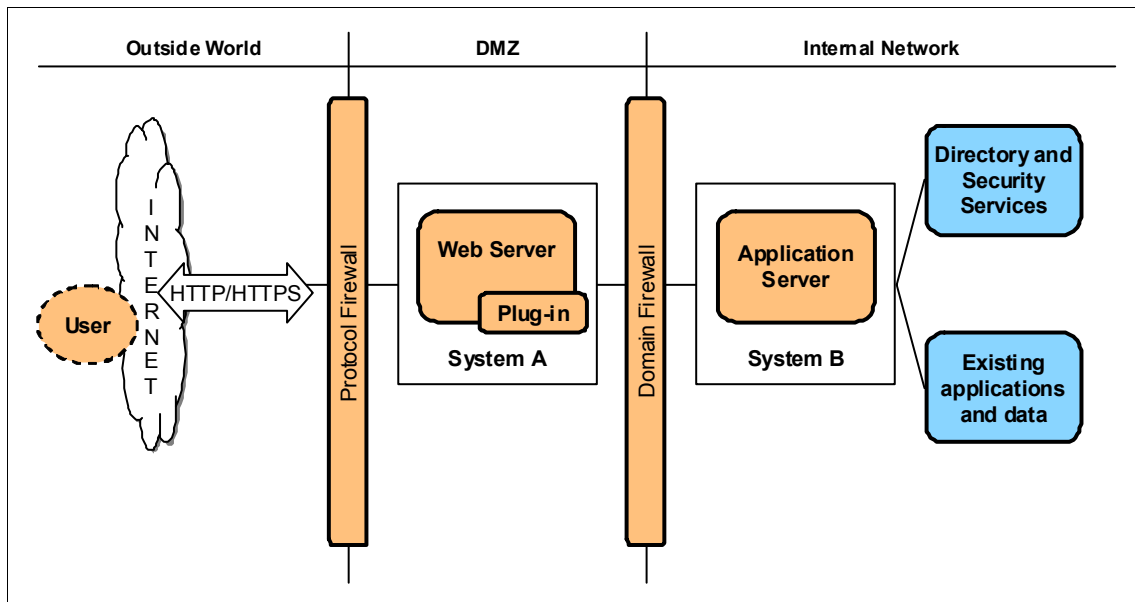 Outside World
DMZ
Internal Network
INTERNET
User
HTTP/HTTPS
Protocol Firewall
Web Server
Plug-in
System A
Domain Firewall
Application
Server
System B
Directory and
Security
Services
Existing
applications
and data